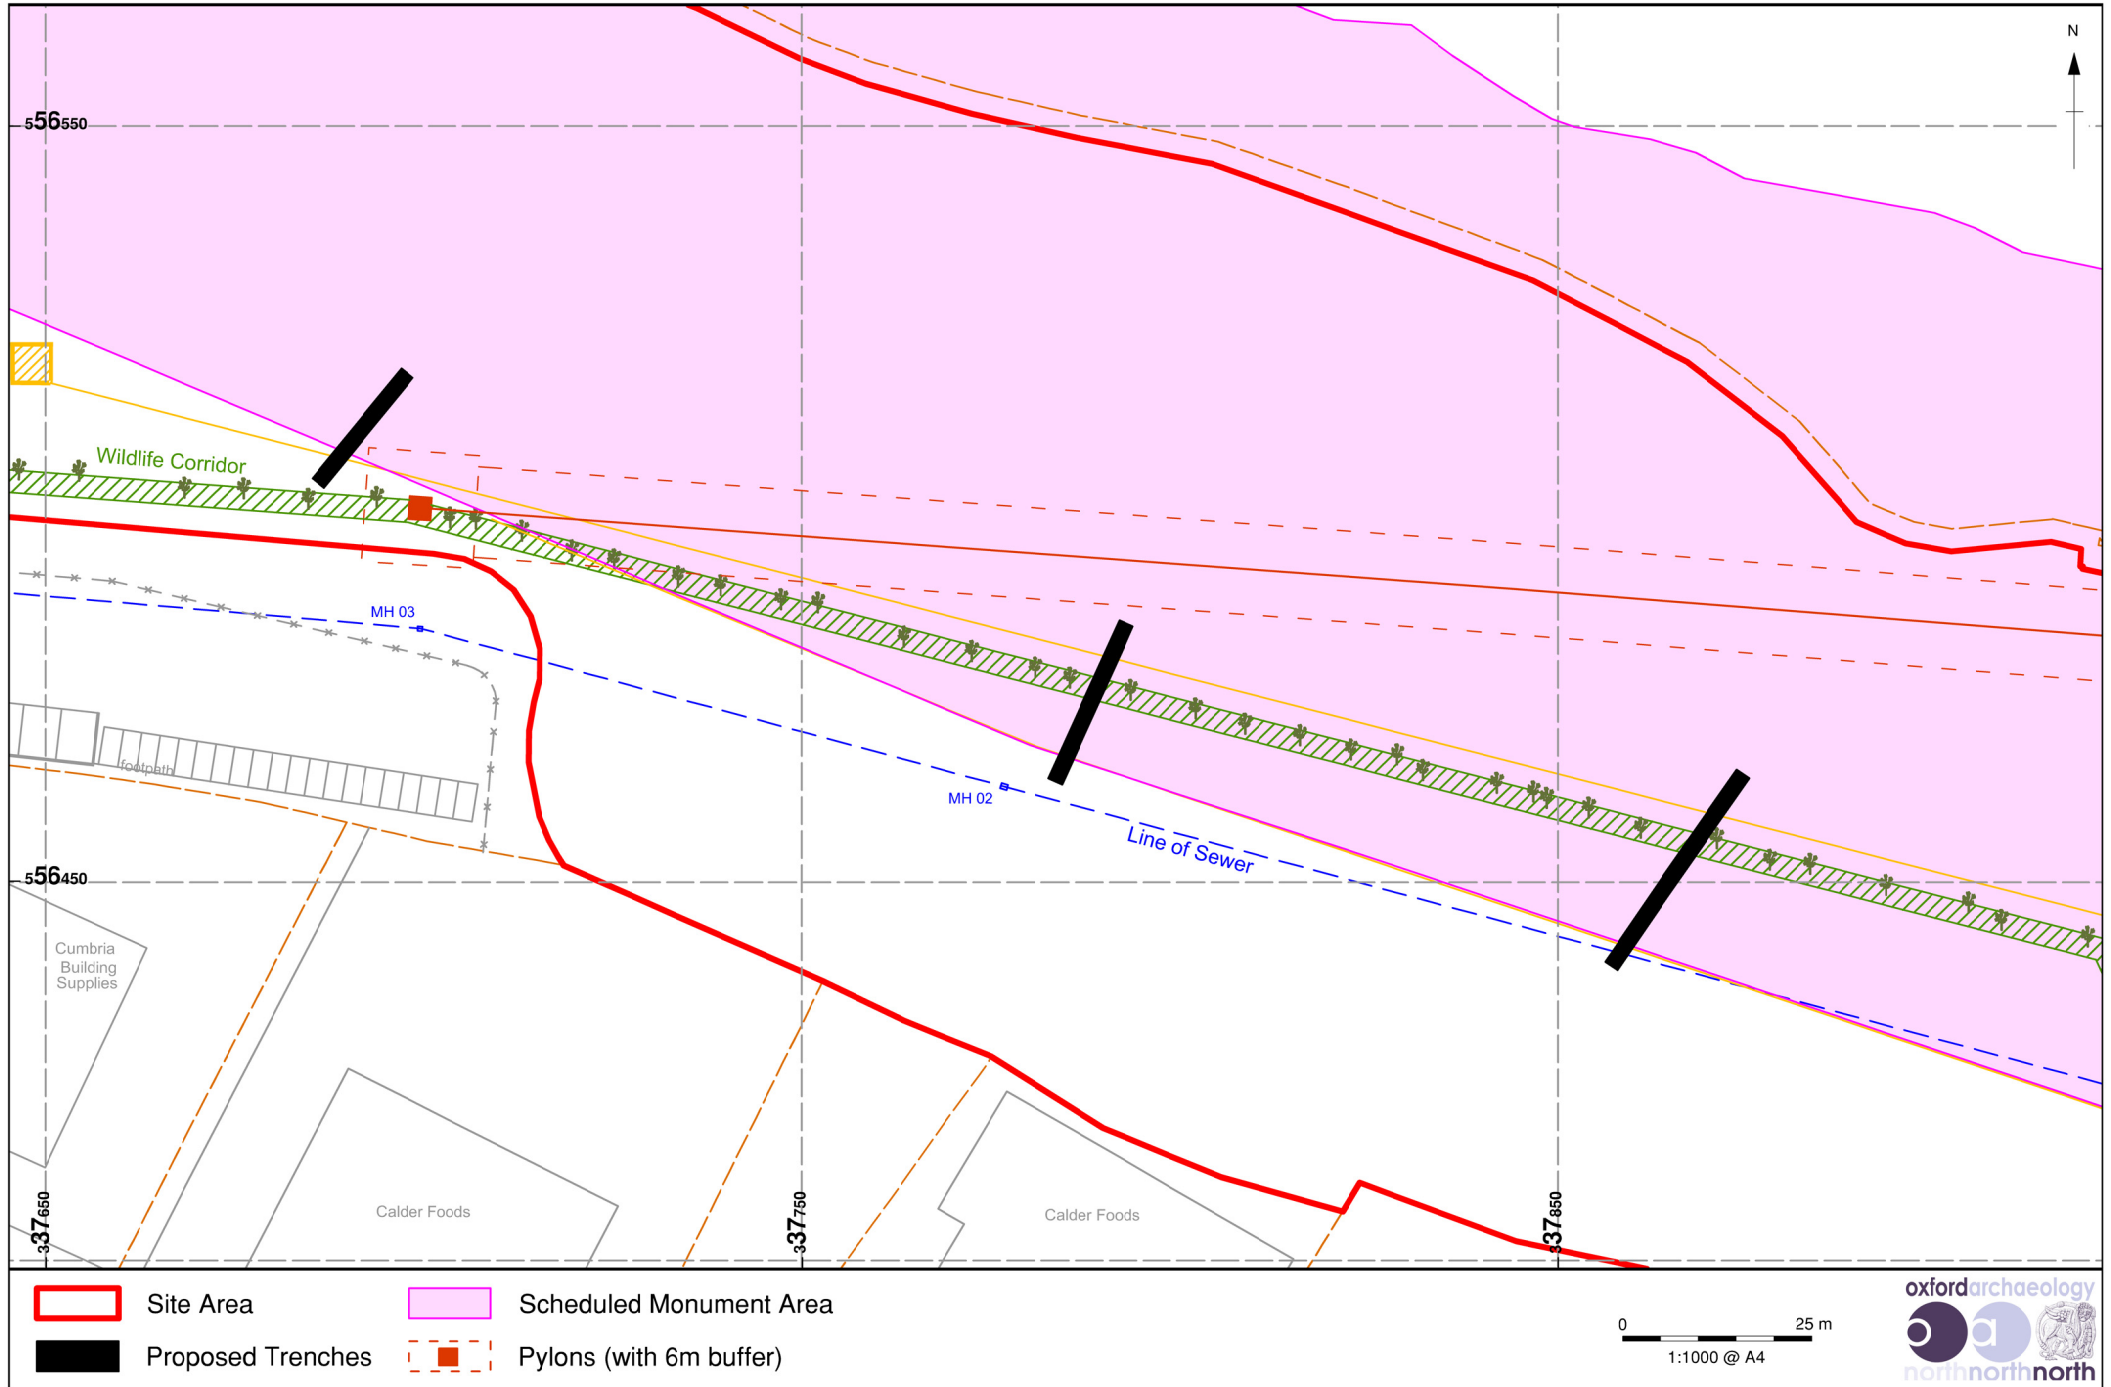 N
556550
Wildlife Corridor
MH 03
footpath
MH 02
Line of Sewer
556450
Cumbria
Building
Supplies
Calder Foods
Calder Foods
337650
337750
337850
Site Area
Scheduled Monument Area
Proposed Trenches
Pylons (with 6m buffer)
0 25 m
1:1000 @ A4
oxfordarchaeology
oa
northnorthnorth